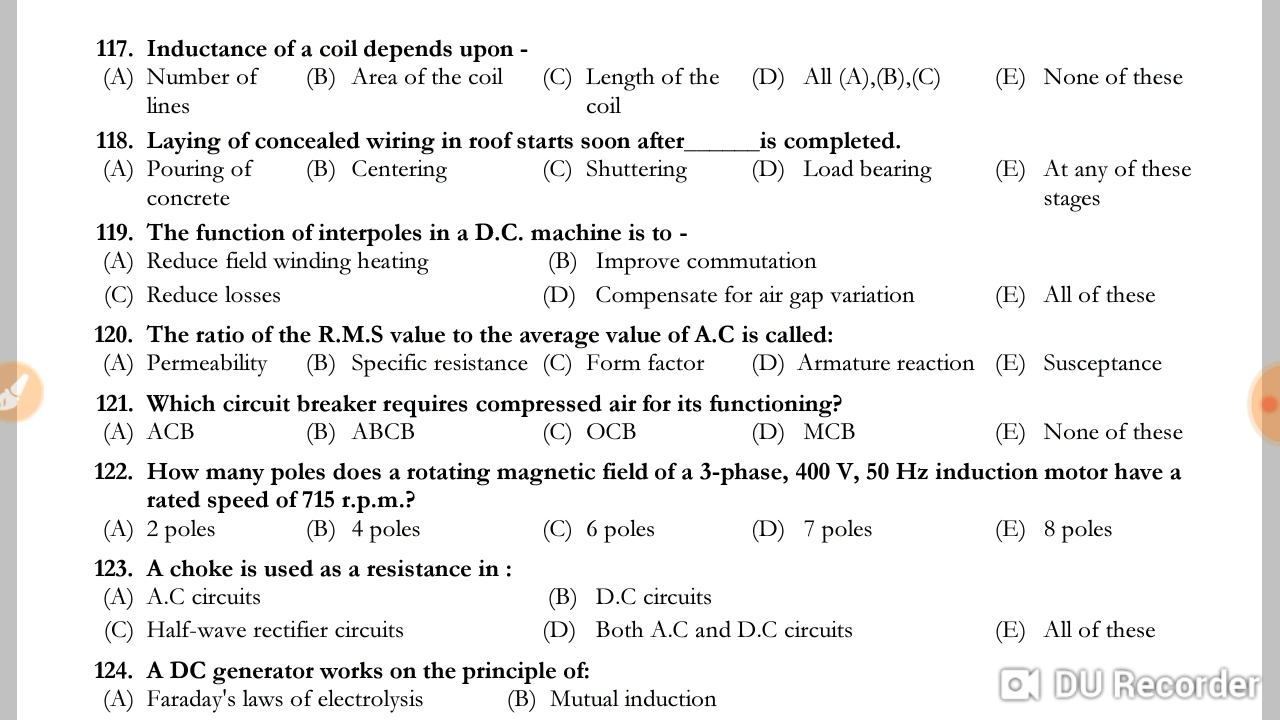 117. Inductance of a coil depends upon -
(A) Number of lines (B) Area of the coil (C) Length of the coil (D) All (A),(B),(C) (E) None of these
118. Laying of concealed wiring in roof starts soon after______is completed.
(A) Pouring of concrete (B) Centering (C) Shuttering (D) Load bearing (E) At any of these stages
119. The function of interpoles in a D.C. machine is to -
(A) Reduce field winding heating (B) Improve commutation
(C) Reduce losses (D) Compensate for air gap variation (E) All of these
120. The ratio of the R.M.S value to the average value of A.C is called:
(A) Permeability (B) Specific resistance (C) Form factor (D) Armature reaction (E) Susceptance
121. Which circuit breaker requires compressed air for its functioning?
(A) ACB (B) ABCB (C) OCB (D) MCB (E) None of these
122. How many poles does a rotating magnetic field of a 3-phase, 400 V, 50 Hz induction motor have a
rated speed of 715 r.p.m.?
(A) 2 poles (B) 4 poles (C) 6 poles (D) 7 poles (E) 8 poles
123. A choke is used as a resistance in :
(A) A.C circuits (B) D.C circuits
(C) Half-wave rectifier circuits (D) Both A.C and D.C circuits (E) All of these
124. A DC generator works on the principle of:
(A) Faraday's laws of electrolysis (B) Mutual induction
DU Recorder